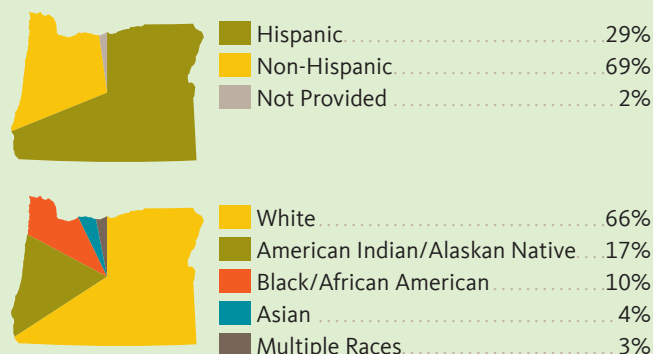 Hispanic 29%
Non-Hispanic 69%
Not Provided 2%
White 66%
American Indian/Alaskan Native 17%
Black/African American 10%
Asian 4%
Multiple Races 3%